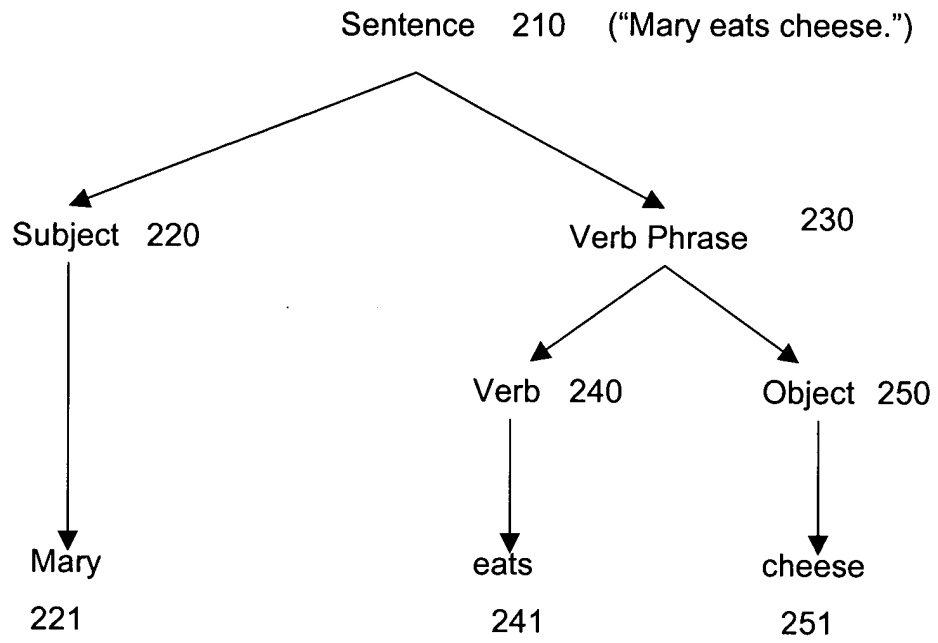 Sentence 210 (“Mary eats cheese.”)
Subject 220
Verb Phrase 230
Verb 240
Object 250
Mary
eats
cheese
221
241
251